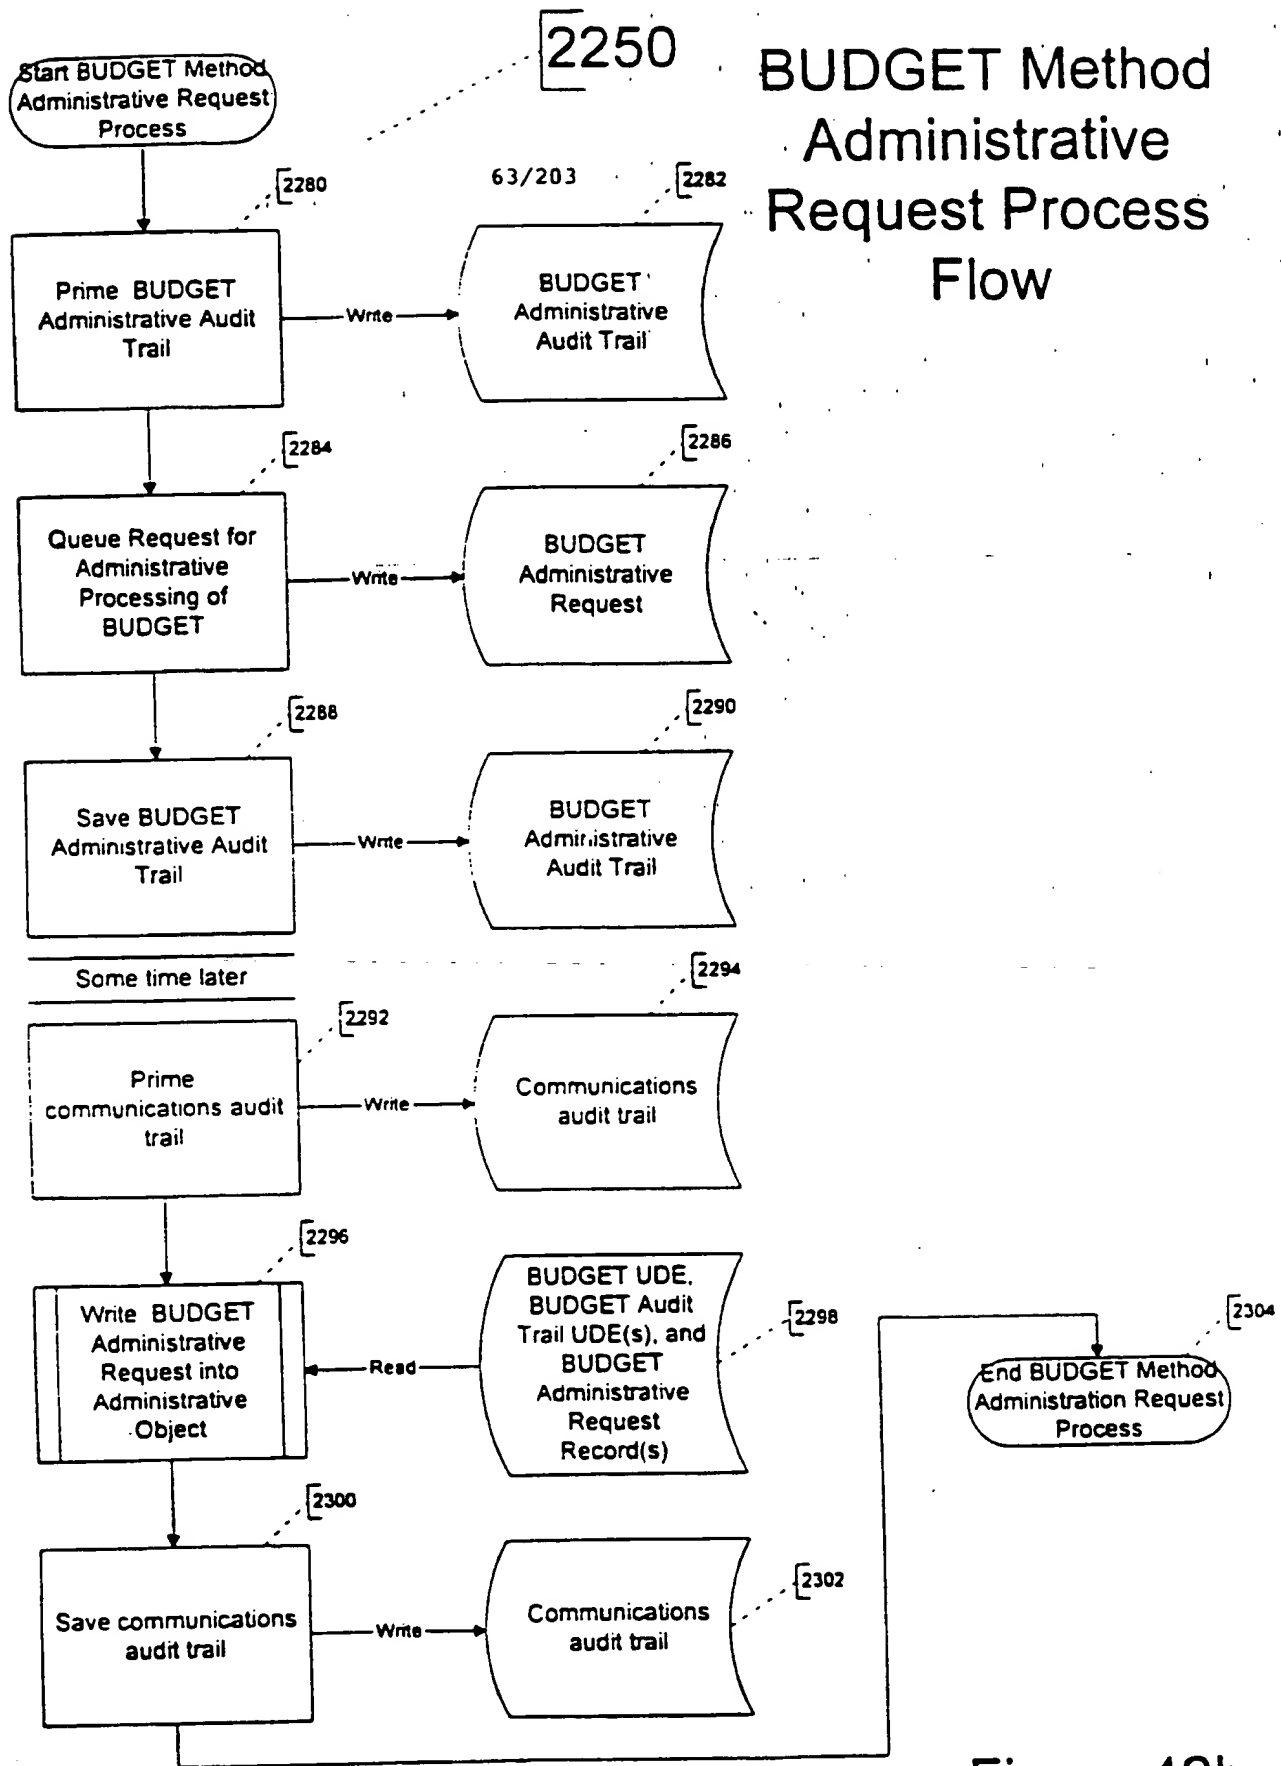 2250
BUDGET Method
Administrative
Request Process
Flow
Start BUDGET Method
Administrative Request
Process
63/203
2280
2282
Prime BUDGET
Administrative Audit
Trail
Write
BUDGET
Administrative
Audit Trail
2284
2286
Queue Request for
Administrative
Processing of
BUDGET
Write
BUDGET
Administrative
Request
2288
2290
Save BUDGET
Administrative Audit
Trail
Write
BUDGET
Administrative
Audit Trail
Some time later
2292
2294
Prime
communications audit
trail
Write
Communications
audit trail
2296
2298
Write BUDGET
Administrative
Request into
Administrative
Object
Read
BUDGET UDE,
BUDGET Audit
Trail UDE(s), and
BUDGET
Administrative
Request
Record(s)
2304
End BUDGET Method
Administration Request
Process
2300
2302
Save communications
audit trail
Write
Communications
audit trail